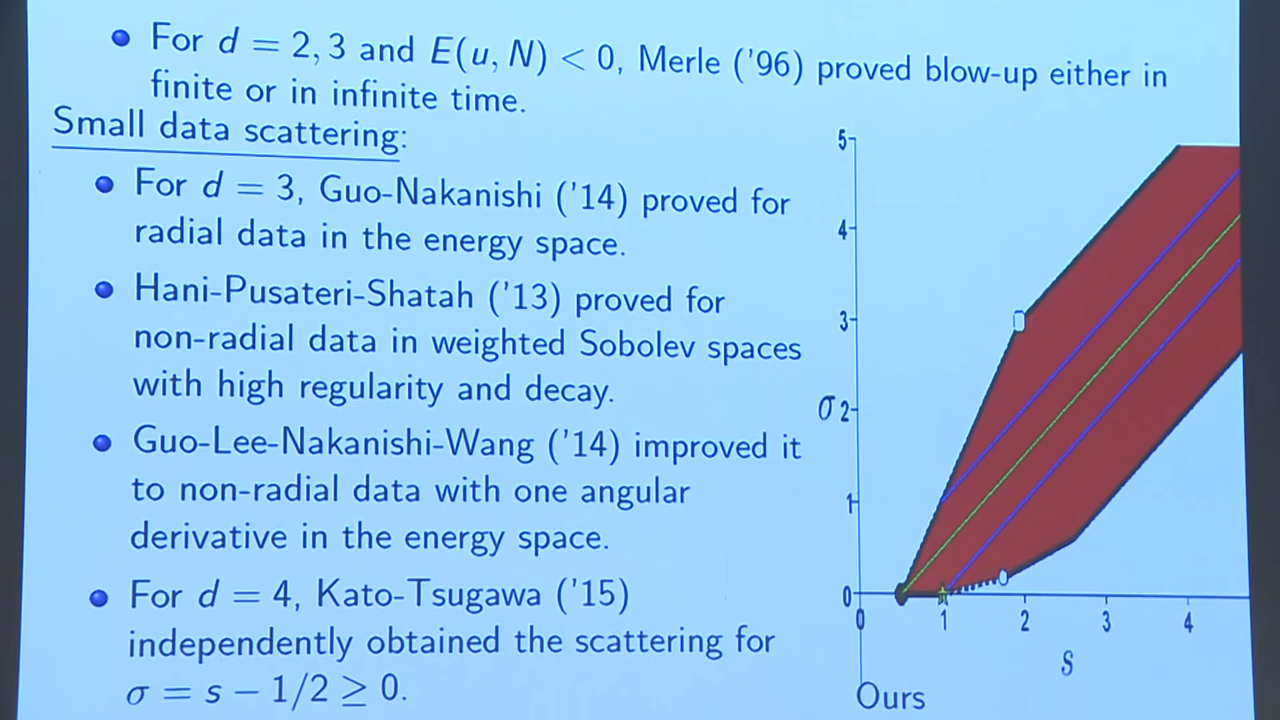 For d = 2, 3 and E(u, N) < 0, Merle ('96) proved blow-up either in
finite or in infinite time.
Small data scattering:
For d = 3, Guo-Nakanishi ('14) proved for
radial data in the energy space.
Hani-Pusateri-Shatah ('13) proved for
non-radial data in weighted Sobolev spaces
with high regularity and decay.
Guo-Lee-Nakanishi-Wang ('14) improved it
to non-radial data with one angular
derivative in the energy space.
For d = 4, Kato-Tsugawa ('15)
independently obtained the scattering for
σ = s − 1/2 ≥ 0.
5
4
3
σ 2
1
0
0 1 2 3 4
s
Ours